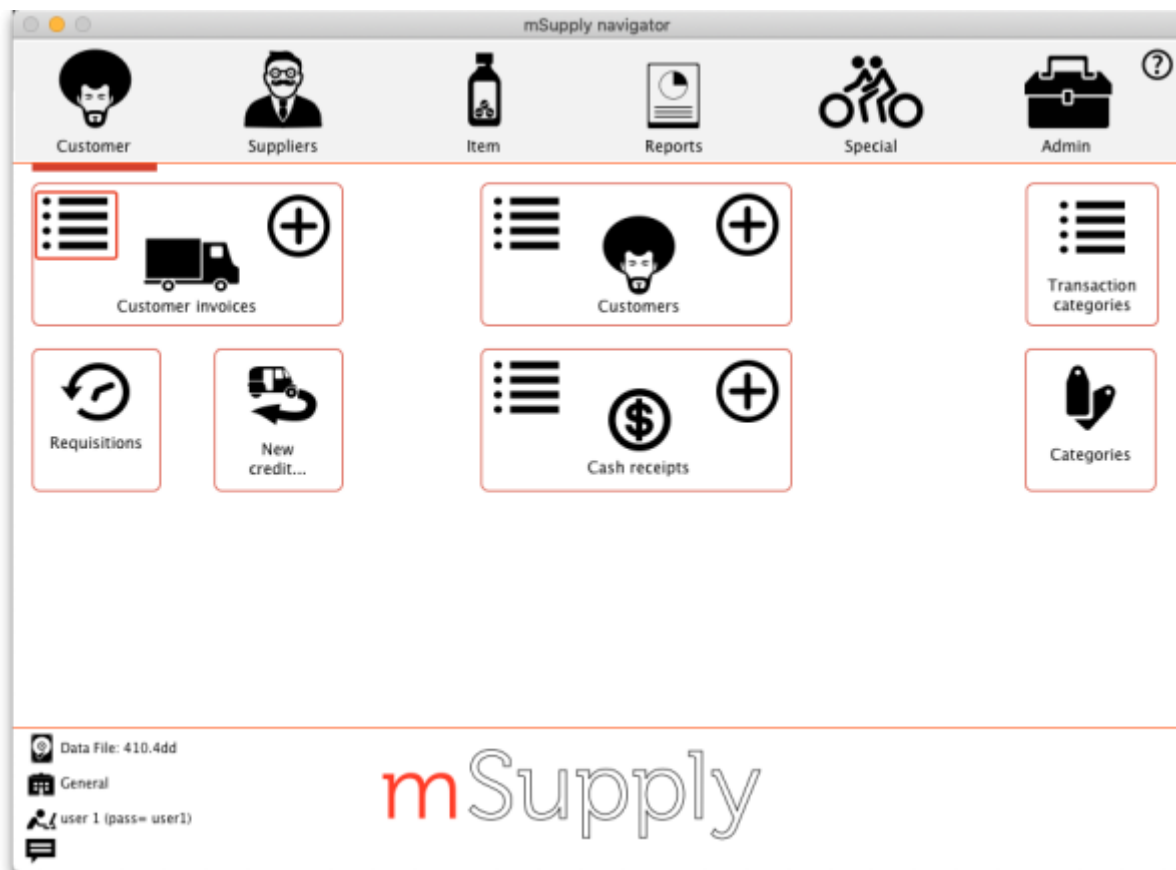 mSupply navigator
Customer
Suppliers
Item
Reports
Special
Admin
?
Customer invoices
Customers
Transaction
categories
Requisitions
New
credit...
Cash receipts
Categories
Data File: 410.4dd
General
user 1 (pass= user1)
mSupply